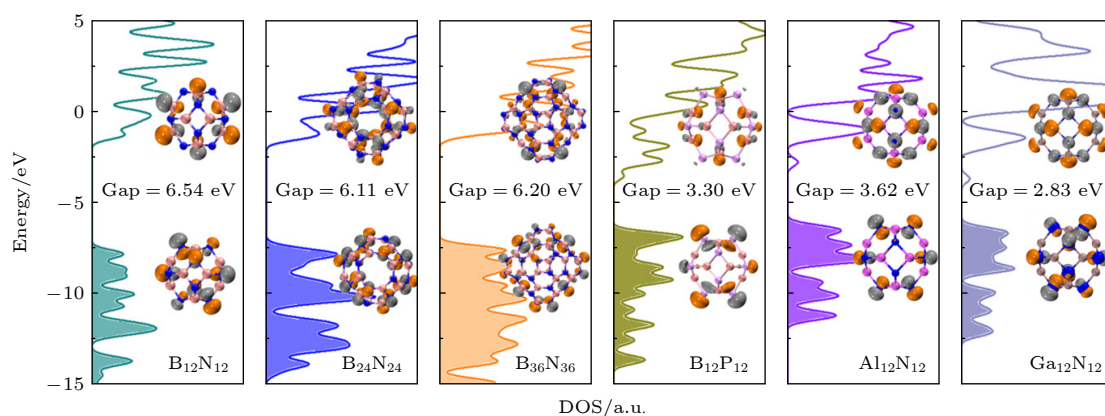 5
0
−5
−10
−15
Energy/eV
Gap = 6.54 eV
Gap = 6.11 eV
Gap = 6.20 eV
Gap = 3.30 eV
Gap = 3.62 eV
Gap = 2.83 eV
B₁₂N₁₂
B₂₄N₂₄
B₃₆N₃₆
B₁₂P₁₂
Al₁₂N₁₂
Ga₁₂N₁₂
DOS/a.u.